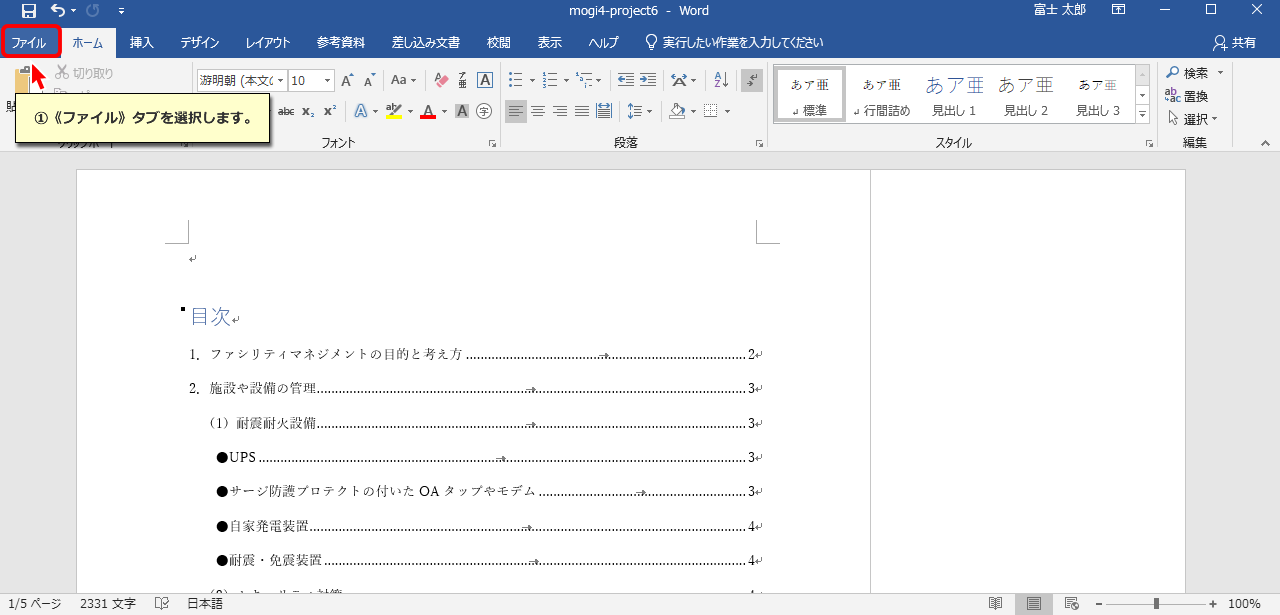 mogi4-project6 - Word
富士 太郎
ファイル ホーム 挿入 デザイン レイアウト 参考資料 差し込み文書 校閲 表示 ヘルプ 実行したい作業を入力してください 共有
切り取り
游明朝 (本文の 10
Aa
abc x₂ x²
①《ファイル》タブを選択します。
フォント 段落 スタイル 編集
あア亜 あア亜 あア亜 あア亜 あア亜
標準 行間詰め 見出し 1 見出し 2 見出し 3
検索
置換
選択
目次
1. ファシリティマネジメントの目的と考え方 2
2. 施設や設備の管理 3
(1) 耐震耐火設備 3
●UPS 3
●サージ防護プロテクトの付いた OA タップやモデム 3
●自家発電装置 4
●耐震・免震装置 4
1/5 ページ 2331 文字 日本語 100%